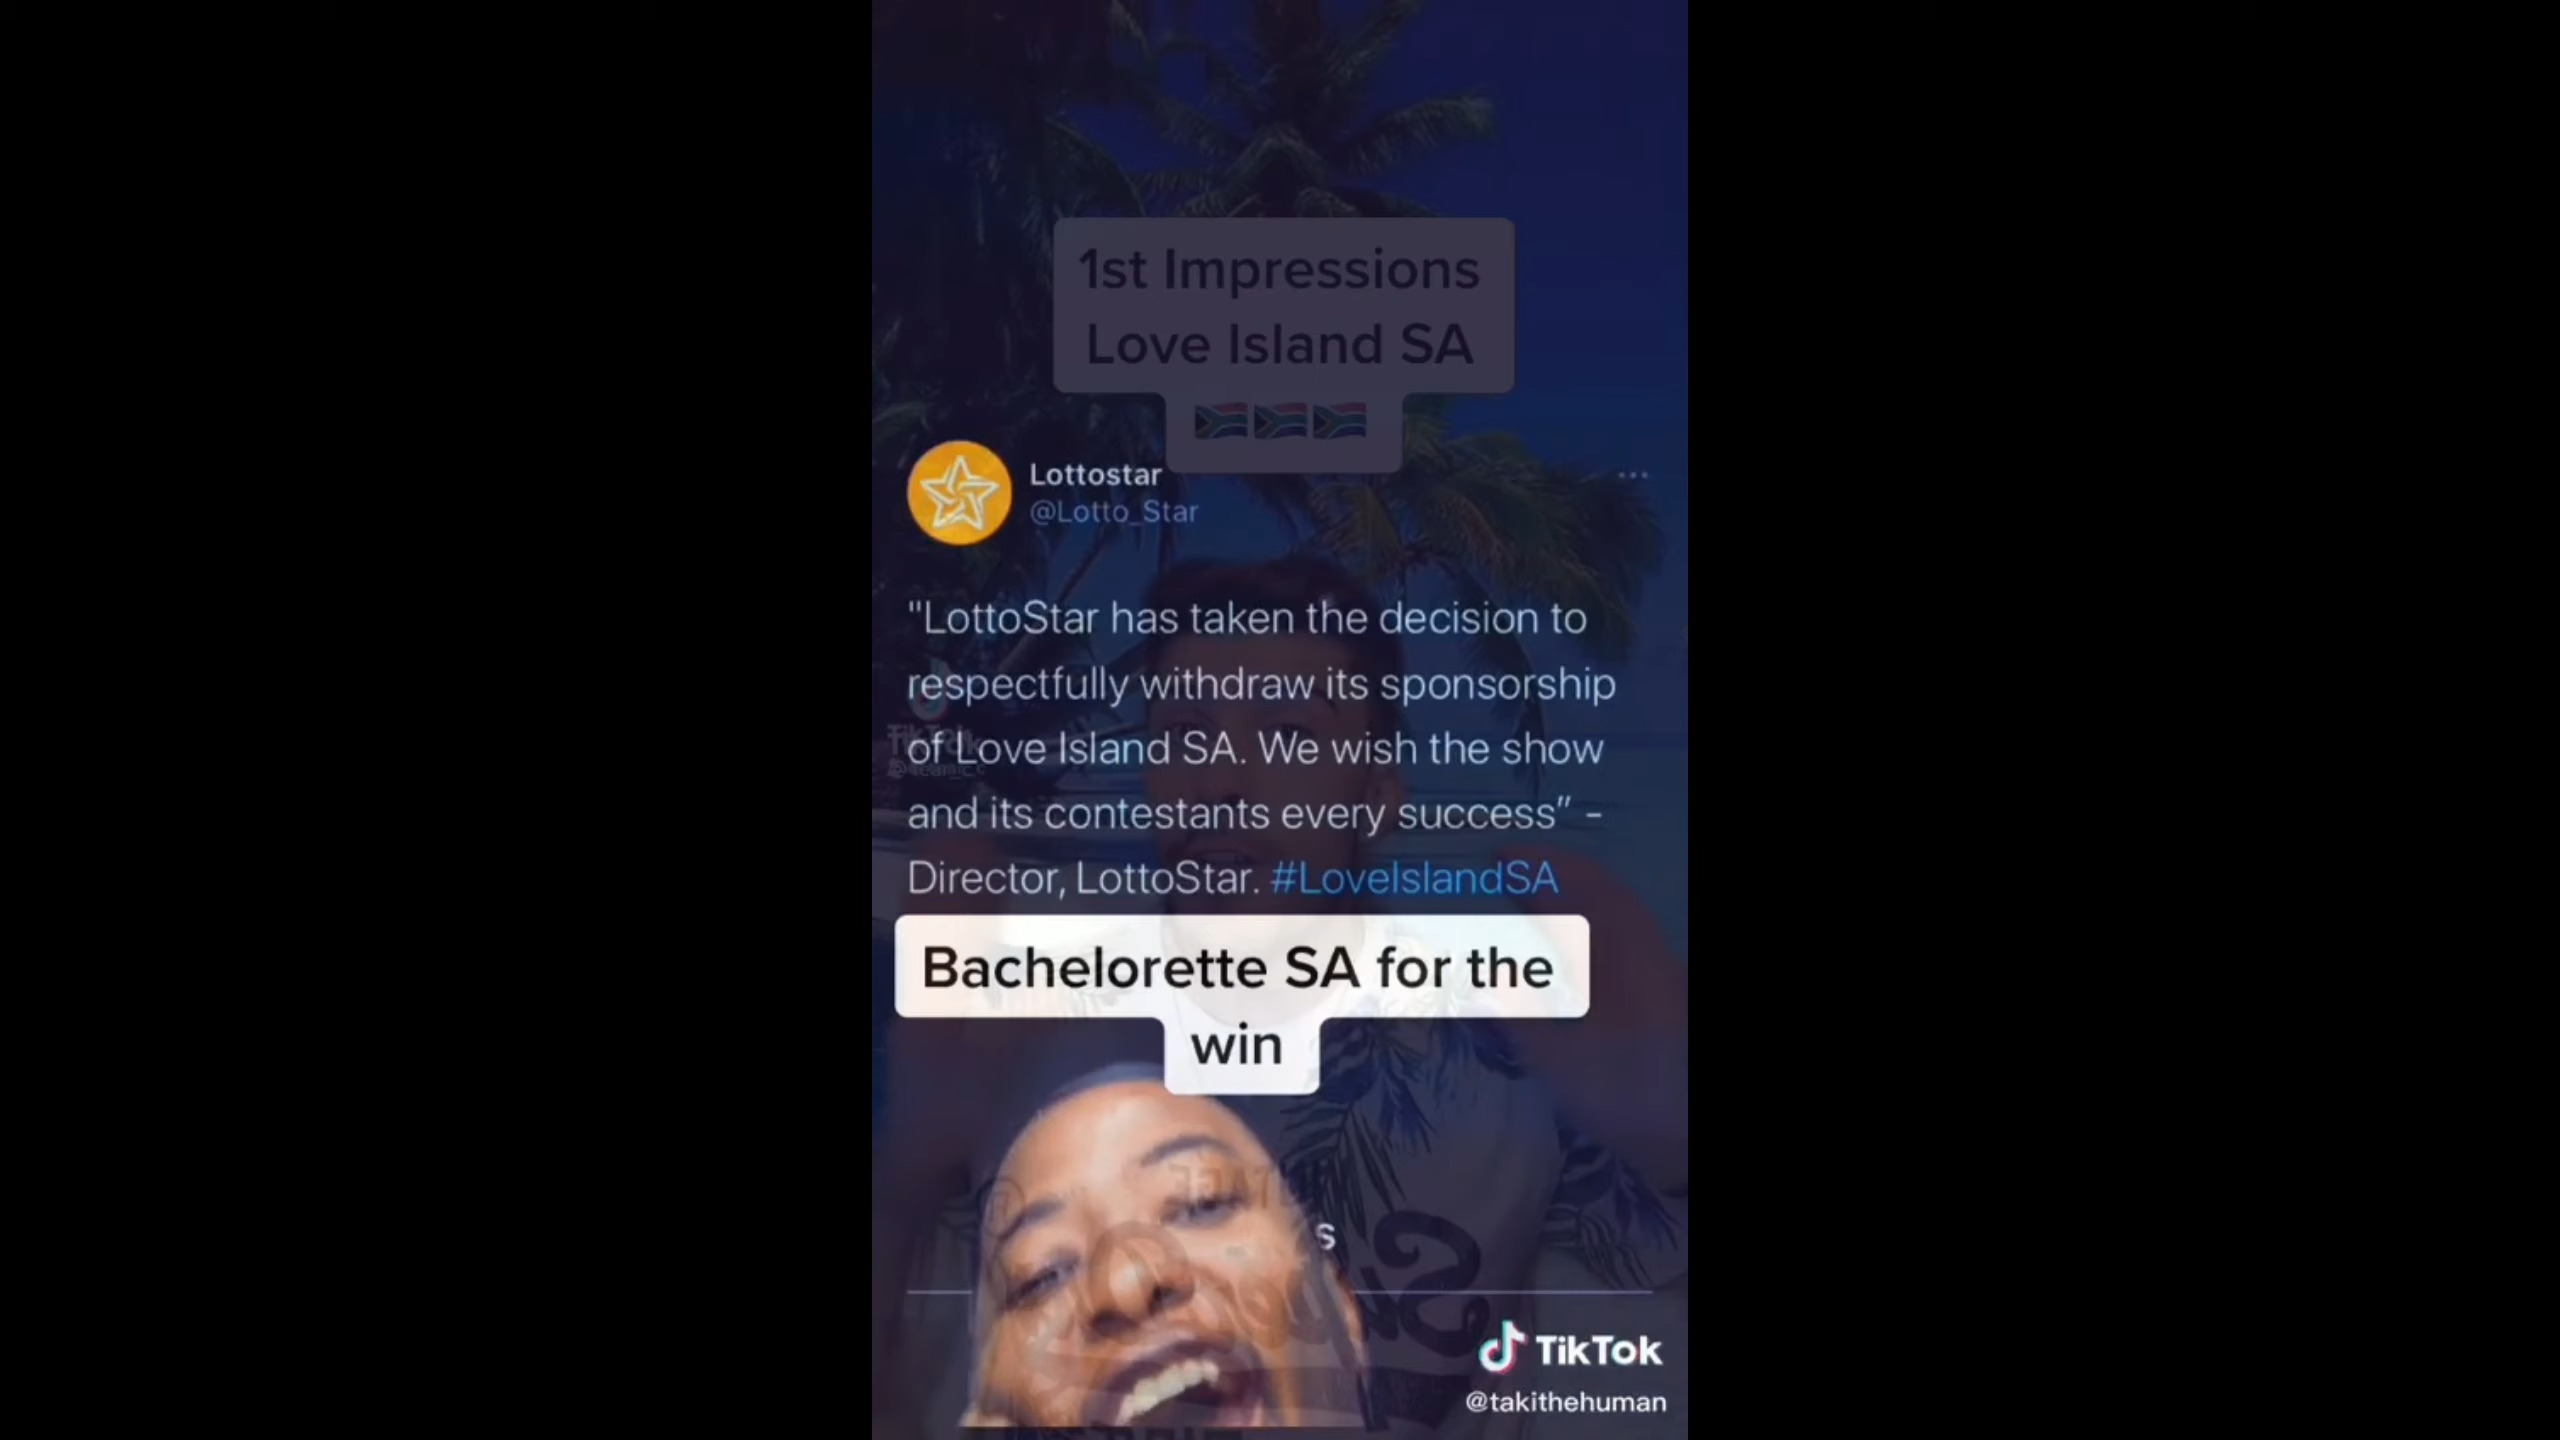 1st Impressions
Love Island SA
Lottostar
@Lotto_Star
"LottoStar has taken the decision to
respectfully withdraw its sponsorship
of Love Island SA. We wish the show
and its contestants every success” -
Director, LottoStar. #LoveIslandSA
TikTok
Bachelorette SA for the
win
s
TikTok
@takithehuman